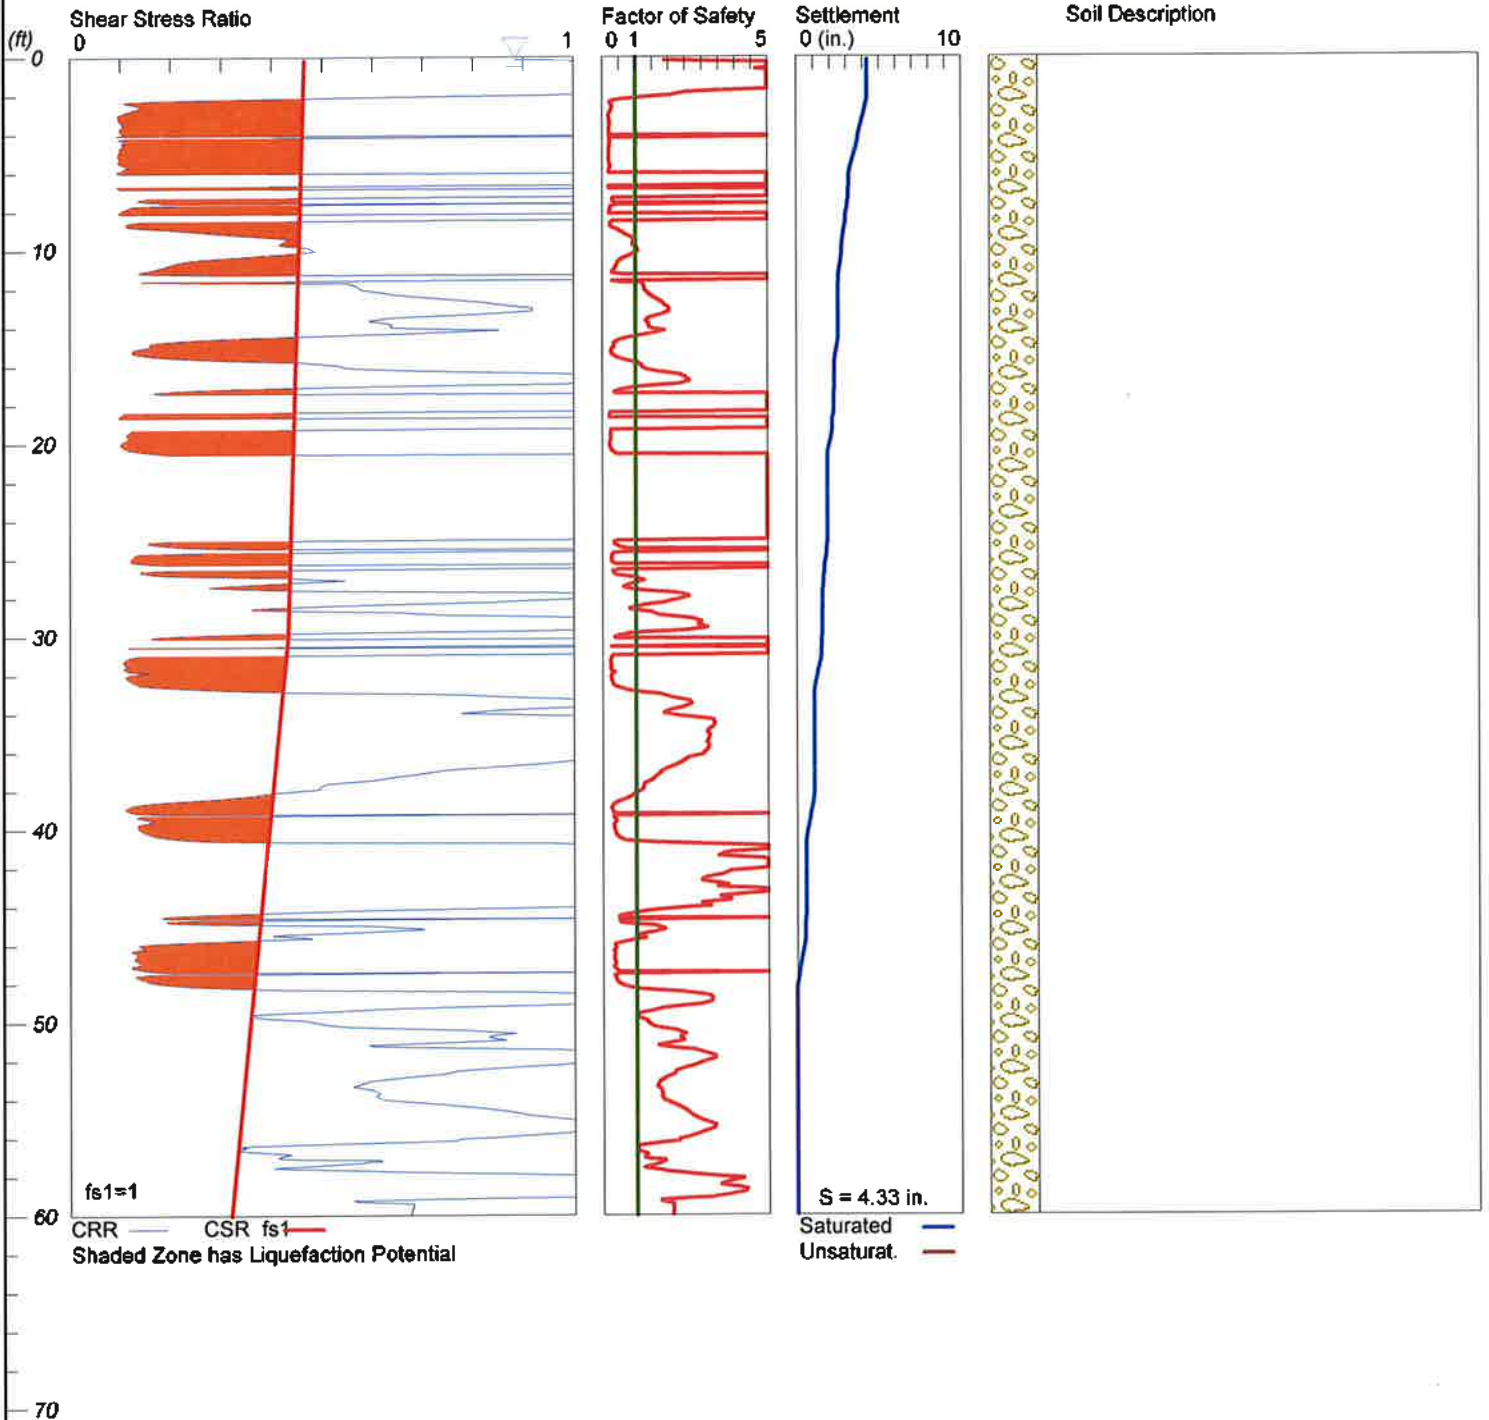 Shear Stress Ratio
Factor of Safety
Settlement
Soil Description
(ft)
0 1
0 1 5
0 (in.) 10
0
10
20
30
40
50
60
70
fs1=1
S = 4.33 in.
CRR CSR fs1
Shaded Zone has Liquefaction Potential
Saturated
Unsaturat.